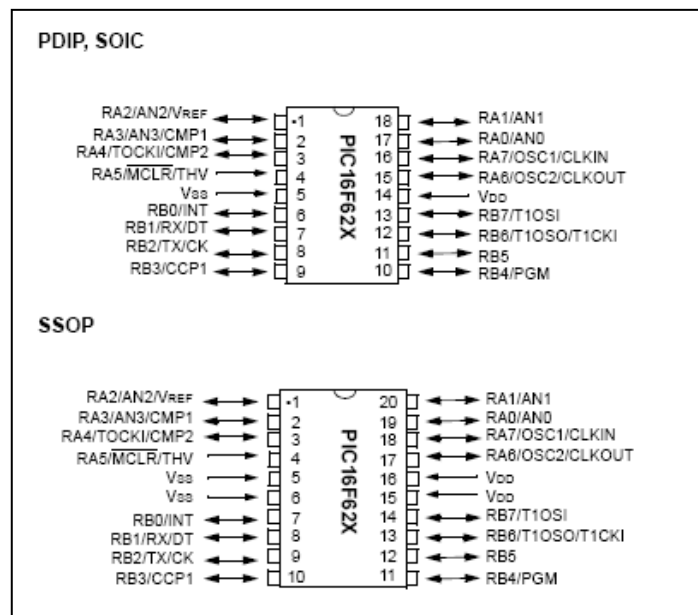 PDIP, SOIC
RA2/AN2/VREF •1 18 RA1/AN1
RA3/AN3/CMP1 2 17 RA0/AN0
RA4/TOCKI/CMP2 3 16 RA7/OSC1/CLKIN
RA5/MCLR/THV 4 15 RA6/OSC2/CLKOUT
Vss 5 14 VDD
RB0/INT 6 13 RB7/T1OSI
RB1/RX/DT 7 12 RB6/T1OSO/T1CKI
RB2/TX/CK 8 11 RB5
RB3/CCP1 9 10 RB4/PGM
PIC16F62X
SSOP
RA2/AN2/VREF •1 20 RA1/AN1
RA3/AN3/CMP1 2 19 RA0/AN0
RA4/TOCKI/CMP2 3 18 RA7/OSC1/CLKIN
RA5/MCLR/THV 4 17 RA6/OSC2/CLKOUT
Vss 5 16 VDD
Vss 6 15 VDD
RB0/INT 7 14 RB7/T1OSI
RB1/RX/DT 8 13 RB6/T1OSO/T1CKI
RB2/TX/CK 9 12 RB5
RB3/CCP1 10 11 RB4/PGM
PIC16F62X